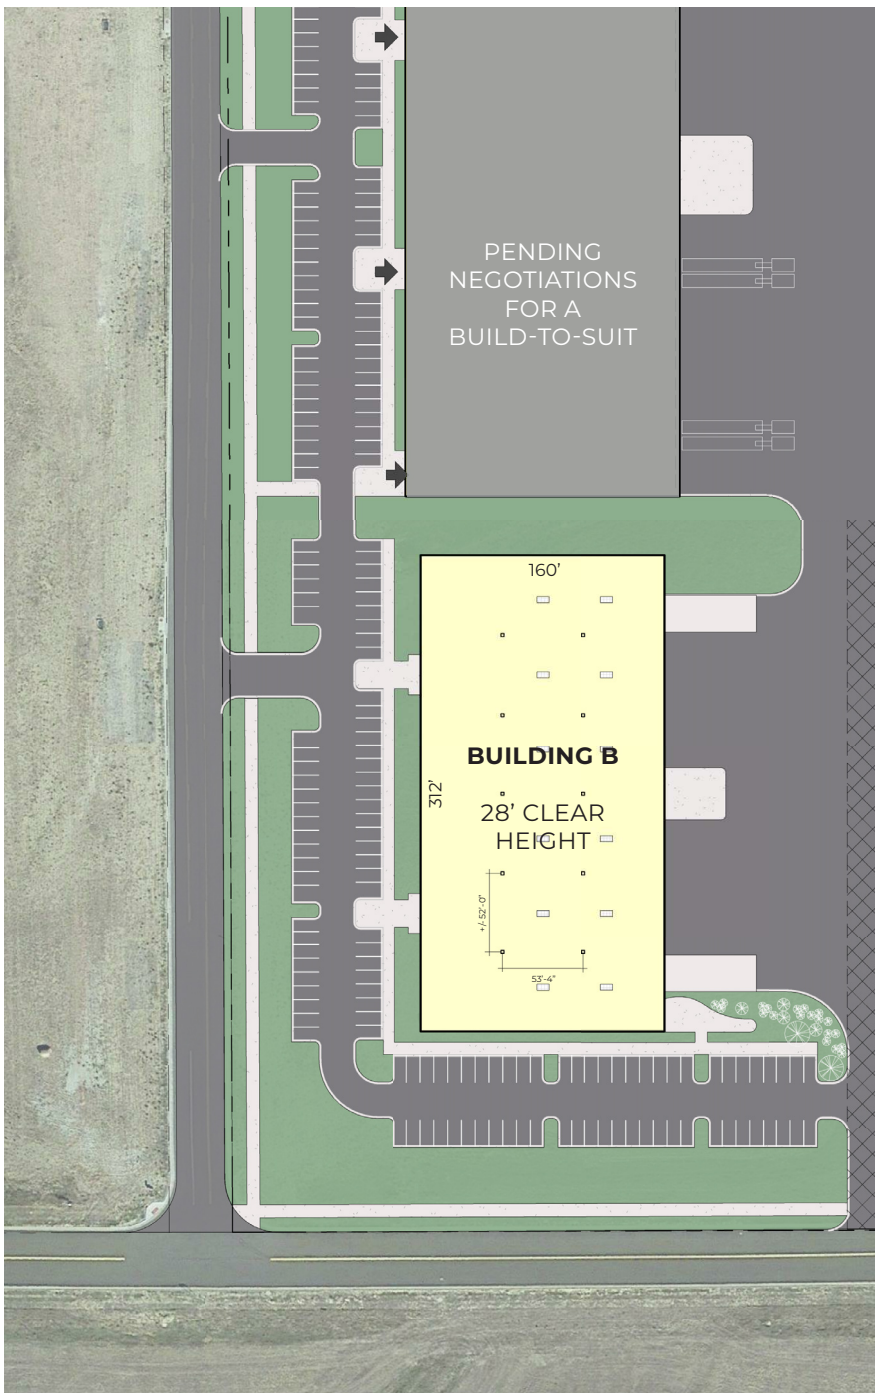 PENDING
NEGOTIATIONS
FOR A
BUILD-TO-SUIT
160’
BUILDING B
312’
28’ CLEAR
HEIGHT
+/- 52'-0"
53'-4"